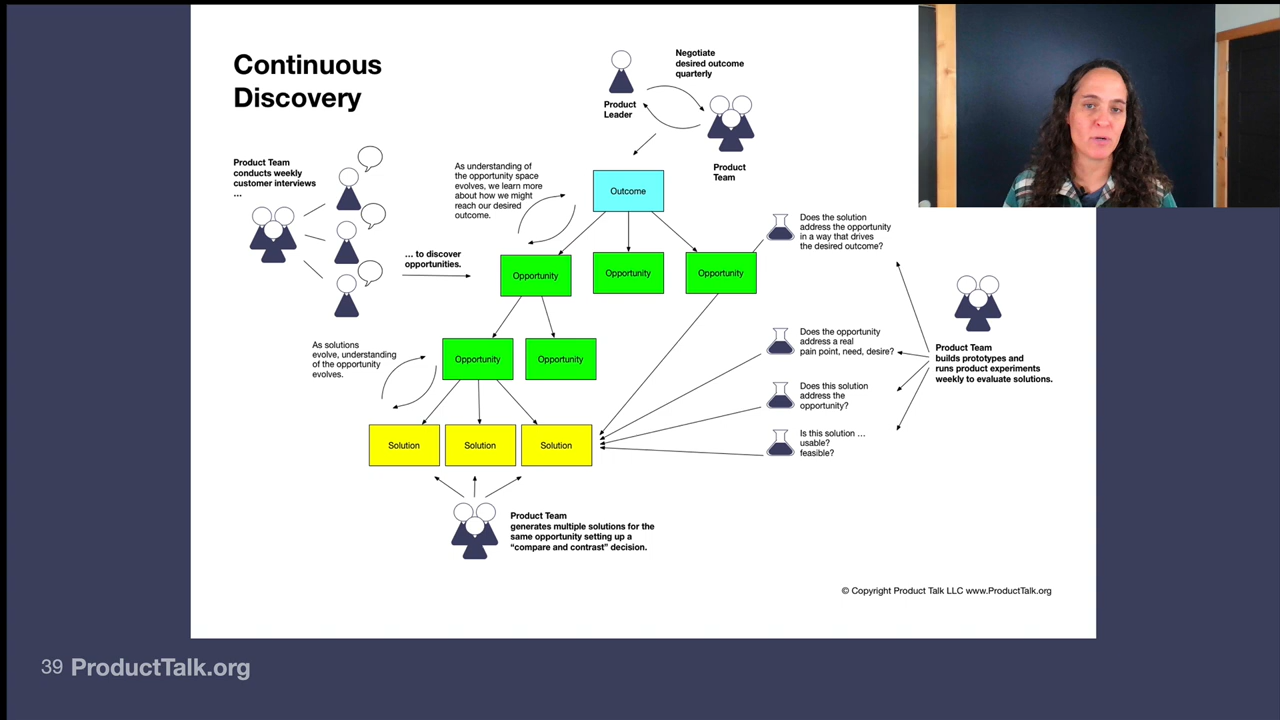 Continuous
Discovery
Negotiate
desired outcome
quarterly
Product
Leader
Product
Team
Product Team
conducts weekly
customer interviews
...
As understanding of
the opportunity space
evolves, we learn more
about how we might
reach our desired
outcome.
Outcome
Does the solution
address the opportunity
in a way that drives
the desired outcome?
... to discover
opportunities.
Opportunity
Opportunity
Opportunity
As solutions
evolve, understanding
of the opportunity
evolves.
Opportunity
Opportunity
Does the opportunity
address a real
pain point, need, desire?
Product Team
builds prototypes and
runs product experiments
weekly to evaluate solutions.
Does this solution
address the
opportunity?
Is this solution ...
usable?
feasible?
Solution
Solution
Solution
Product Team
generates multiple solutions for the
same opportunity setting up a
“compare and contrast” decision.
© Copyright Product Talk LLC www.ProductTalk.org
39 ProductTalk.org